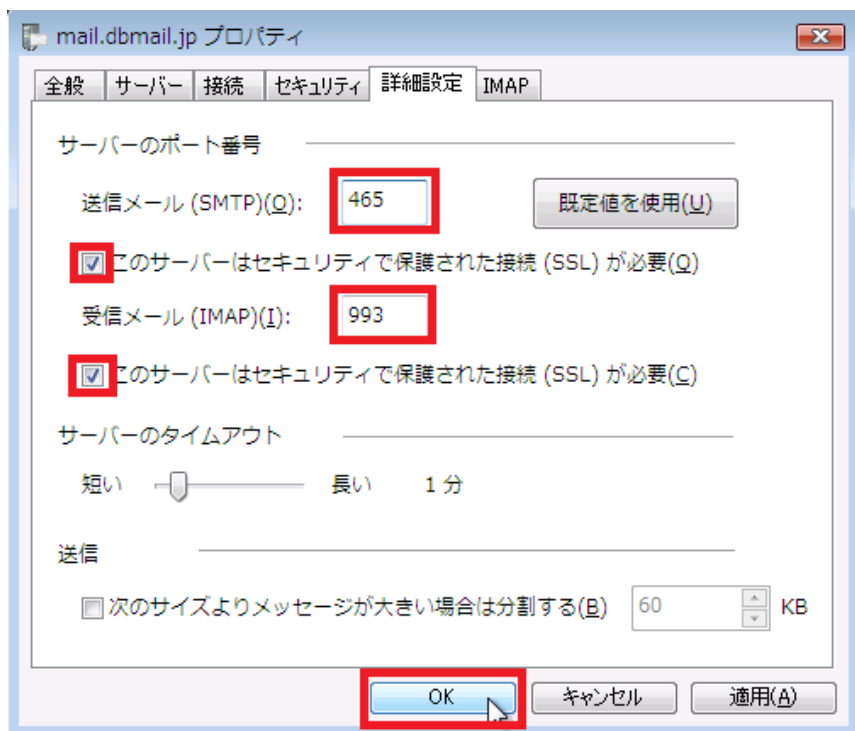 mail.dbmail.jp プロパティ
全般 サーバー 接続 セキュリティ 詳細設定 IMAP
サーバーのポート番号
送信メール (SMTP)(O): 465 既定値を使用(U)
このサーバーはセキュリティで保護された接続 (SSL) が必要(Q)
受信メール (IMAP)(I): 993
このサーバーはセキュリティで保護された接続 (SSL) が必要(C)
サーバーのタイムアウト
短い 長い 1 分
送信
次のサイズよりメッセージが大きい場合は分割する(B) 60 KB
OK キャンセル 適用(A)